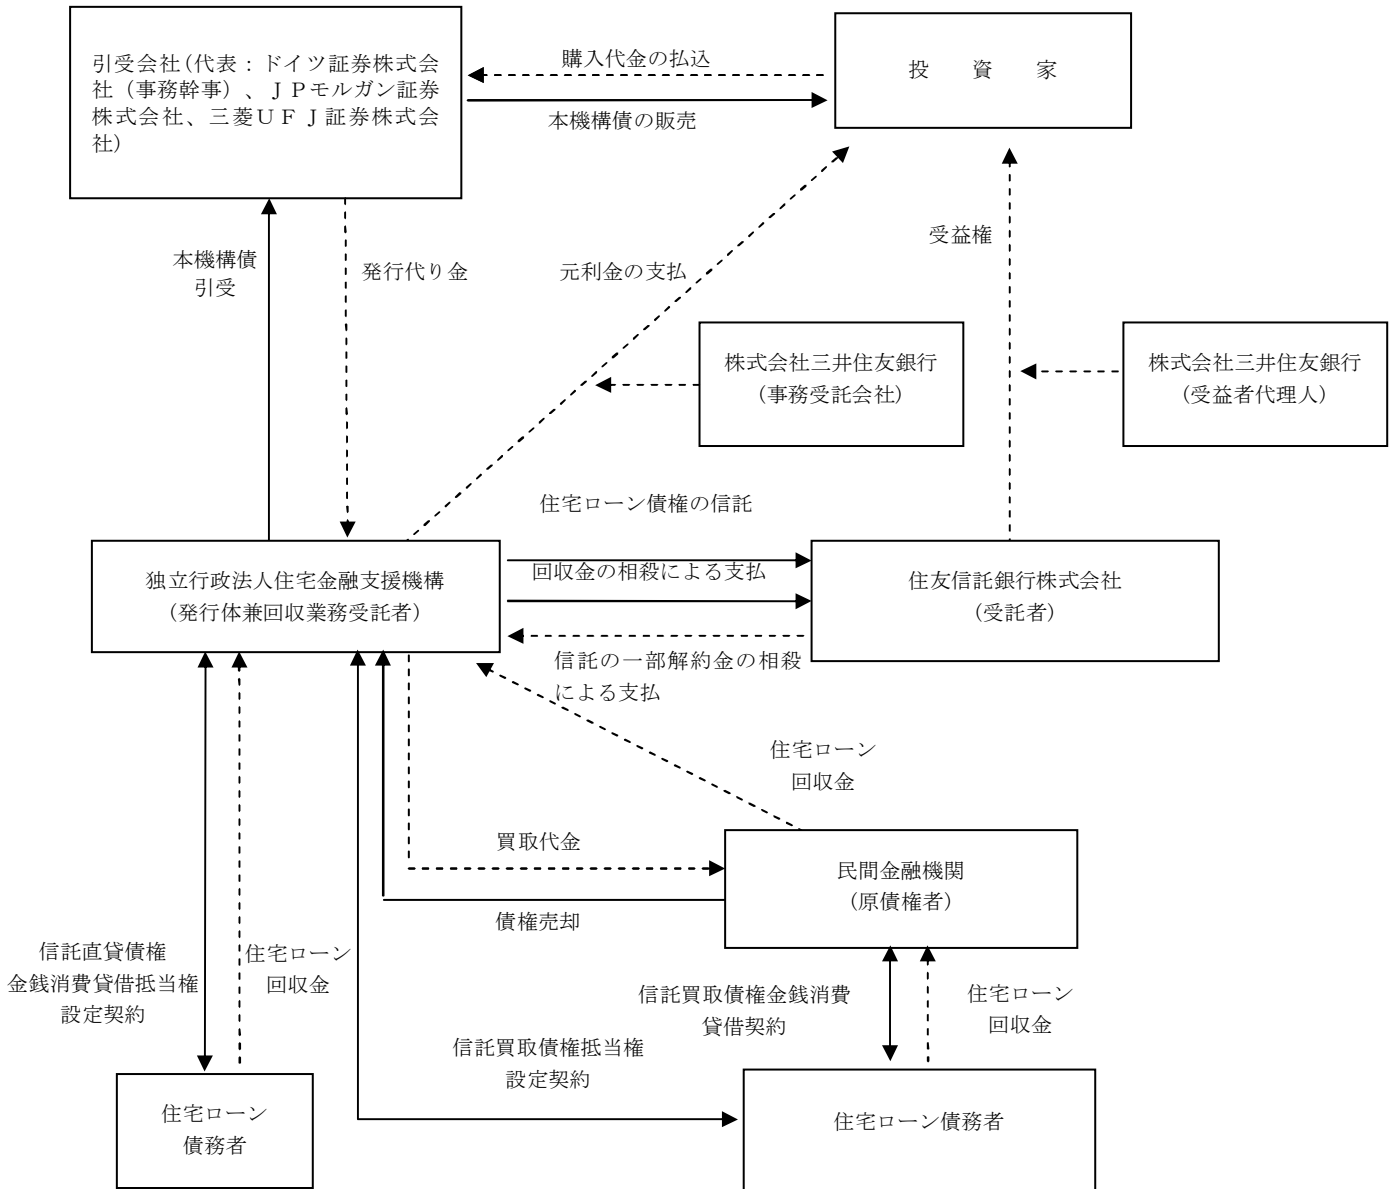 引受会社(代表:ドイツ証券株式会
社(事務幹事)、JPモルガン証券
株式会社、三菱UFJ証券株式会
社)
購入代金の払込
本機構債の販売
投 資 家
本機構債
引受
発行代り金
元利金の支払
受益権
株式会社三井住友銀行
(事務受託会社)
株式会社三井住友銀行
(受益者代理人)
住宅ローン債権の信託
独立行政法人住宅金融支援機構
(発行体兼回収業務受託者)
回収金の相殺による支払
住友信託銀行株式会社
(受託者)
信託の一部解約金の相殺
による支払
住宅ローン
回収金
買取代金
民間金融機関
(原債権者)
債権売却
信託直貸債権
金銭消費貸借抵当権
設定契約
住宅ローン
回収金
信託買取債権金銭消費
貸借契約
住宅ローン
回収金
信託買取債権抵当権
設定契約
住宅ローン
債務者
住宅ローン債務者